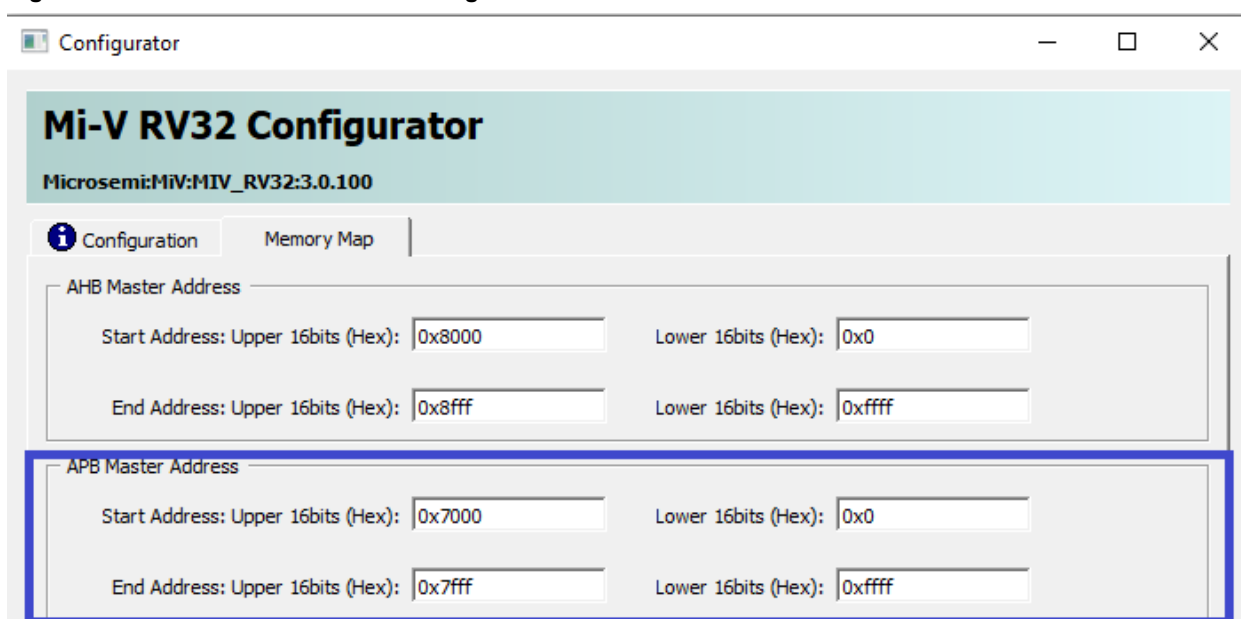 Configurator
Mi-V RV32 Configurator
Microsemi:MiV:MIV_RV32:3.0.100
Configuration Memory Map
AHB Master Address
Start Address: Upper 16bits (Hex): 0x8000 Lower 16bits (Hex): 0x0
End Address: Upper 16bits (Hex): 0x8fff Lower 16bits (Hex): 0xffff
APB Master Address
Start Address: Upper 16bits (Hex): 0x7000 Lower 16bits (Hex): 0x0
End Address: Upper 16bits (Hex): 0x7fff Lower 16bits (Hex): 0xffff